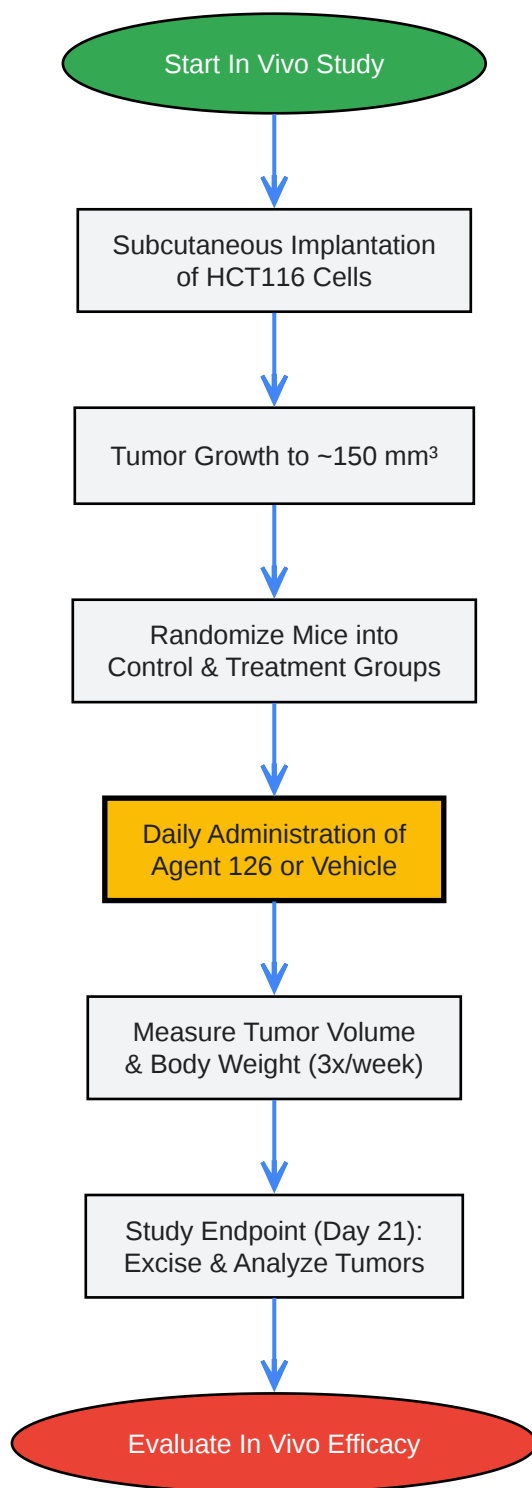 Start In Vivo Study
Subcutaneous Implantation
of HCT116 Cells
Tumor Growth to ~150 mm³
Randomize Mice into
Control & Treatment Groups
Daily Administration of
Agent 126 or Vehicle
Measure Tumor Volume
& Body Weight (3x/week)
Study Endpoint (Day 21):
Excise & Analyze Tumors
Evaluate In Vivo Efficacy